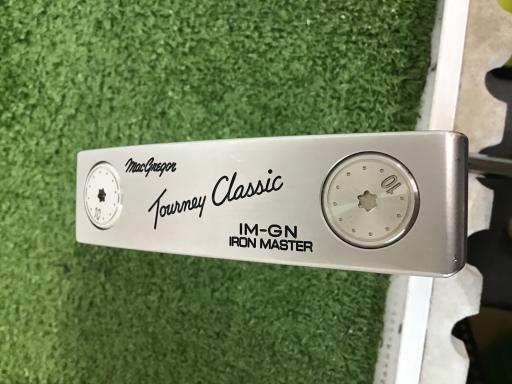 MacGregor
Tourney Classic
IM-GN
IRON MASTER
10
10